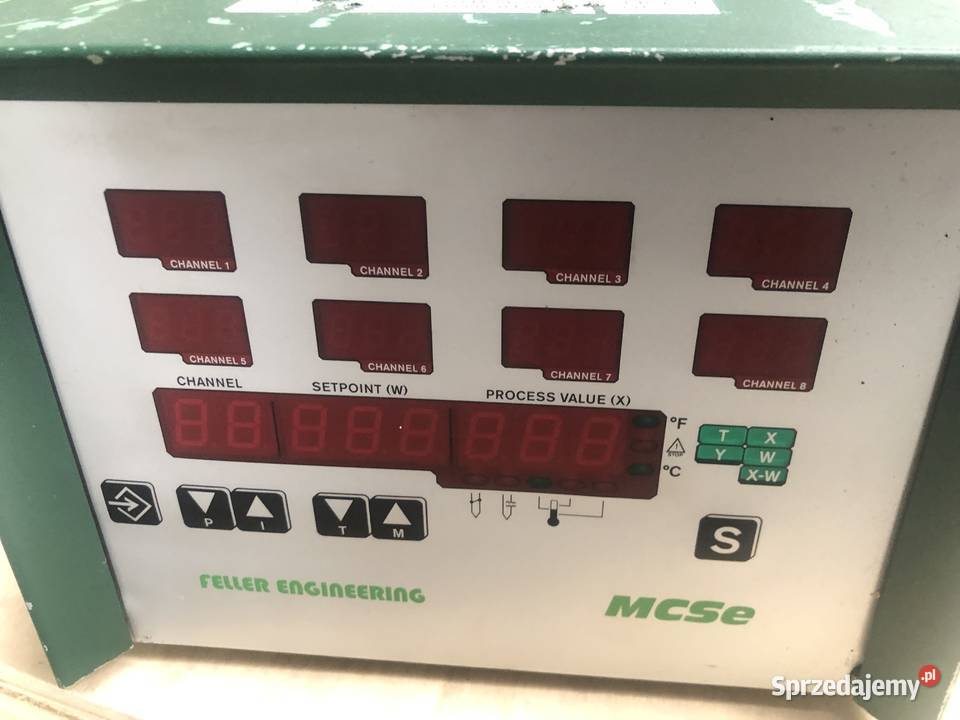 CHANNEL 1
CHANNEL 2
CHANNEL 3
CHANNEL 4
CHANNEL 5
CHANNEL 6
CHANNEL 7
CHANNEL 8
CHANNEL SETPOINT (W) PROCESS VALUE (X)
°F
STOP
°C
T X
Y W
X-W
P I T M
S
FELLER ENGINEERING
MCSe
Sprzedajemy.pl